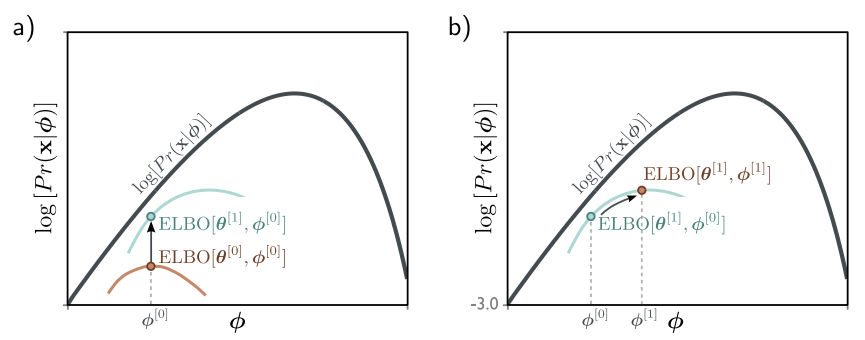 a)
log[Pr(x|ϕ)]
log[Pr(x|ϕ)]
ELBO[θ^[1], ϕ^[0]]
ELBO[θ^[0], ϕ^[0]]
ϕ^[0]
ϕ
b)
log[Pr(x|ϕ)]
log[Pr(x|ϕ)]
ELBO[θ^[1], ϕ^[1]]
ELBO[θ^[1], ϕ^[0]]
-3.0
ϕ^[0] ϕ^[1] ϕ